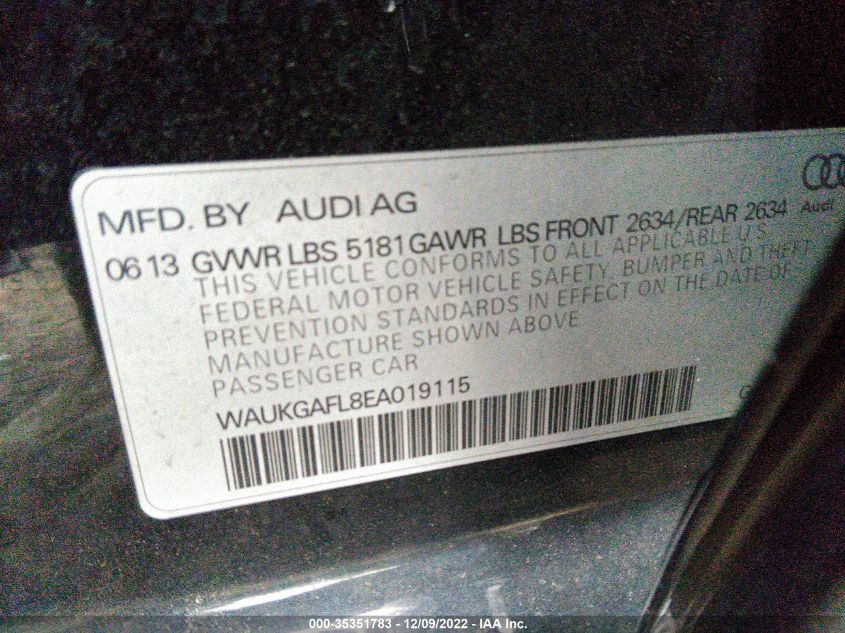 MFD. BY AUDI AG
Audi
06 13 GVWR LBS 5181 GAWR LBS FRONT 2634/REAR 2634
THIS VEHICLE CONFORMS TO ALL APPLICABLE U.S.
FEDERAL MOTOR VEHICLE SAFETY, BUMPER AND THEFT
PREVENTION STANDARDS IN EFFECT ON THE DATE OF
MANUFACTURE SHOWN ABOVE
PASSENGER CAR
WAUKGAFL8EA019115
000-35351783 - 12/09/2022 - IAA Inc.